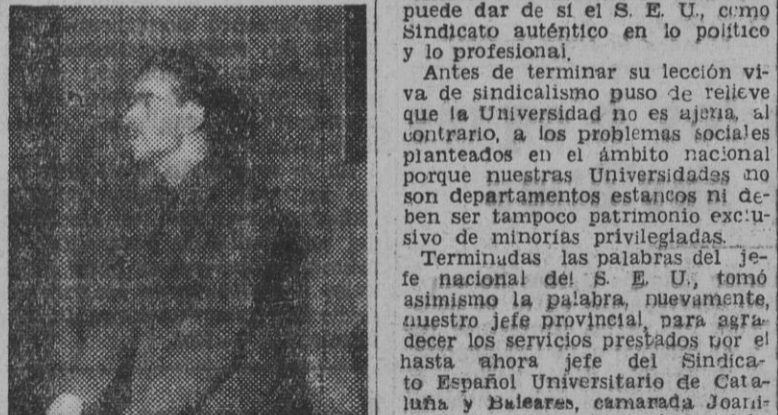 puede dar de si el S. E. U., como
Sindicato auténtico en lo político
y lo profesional.
Antes de terminar su lección vi-
va de sindicalismo puso de relieve
que la Universidad no es ajena, al
contrario, a los problemas sociales
planteados en el ámbito nacional
porque nuestras Universidades no
son departamentos estancos ni de-
ben ser tampoco patrimonio exclu-
sivo de minorías privilegiadas.
Terminadas las palabras del je-
fe nacional del S. E. U., tomó
asimismo la palabra, nuevamente,
nuestro jefe provincial, para agra-
decer los servicios prestados por el
hasta ahora jefe del Sindica-
to Español Universitario de Cata-
luña y Baleares, camarada Joani-